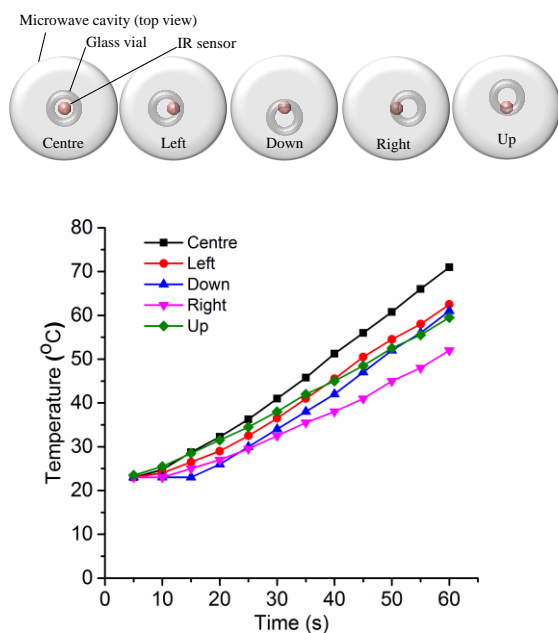 Microwave cavity (top view)
Glass vial
IR sensor
Centre
Left
Down
Right
Up
80
70
60
50
40
30
20
10
0
Temperature (°C)
Centre
Left
Down
Right
Up
0 10 20 30 40 50 60
Time (s)